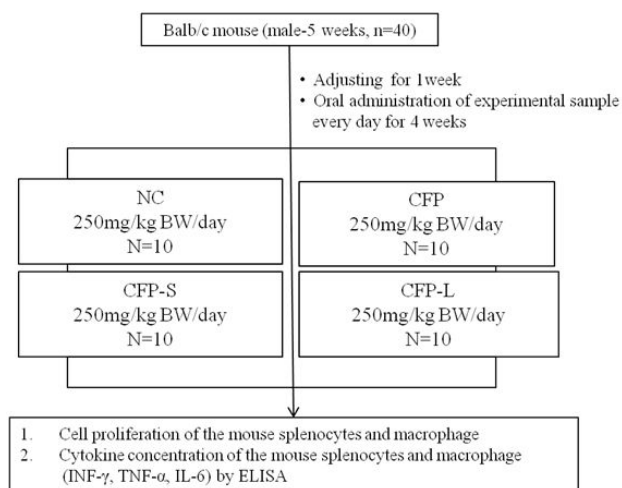 Balb/c mouse (male-5 weeks, n=40)
• Adjusting for 1week
• Oral administration of experimental sample
every day for 4 weeks
NC
250mg/kg BW/day
N=10
CFP
250mg/kg BW/day
N=10
CFP-S
250mg/kg BW/day
N=10
CFP-L
250mg/kg BW/day
N=10
1. Cell proliferation of the mouse splenocytes and macrophage
2. Cytokine concentration of the mouse splenocytes and macrophage
(INF-γ, TNF-α, IL-6) by ELISA